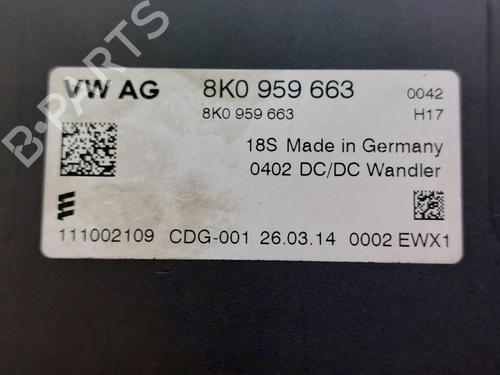 VW AG 8K0 959 663 0042
8K0 959 663 H17
18S Made in Germany
0402 DC/DC Wandler
111002109 CDG-001 26.03.14 0002 EWX1
B-PARTS